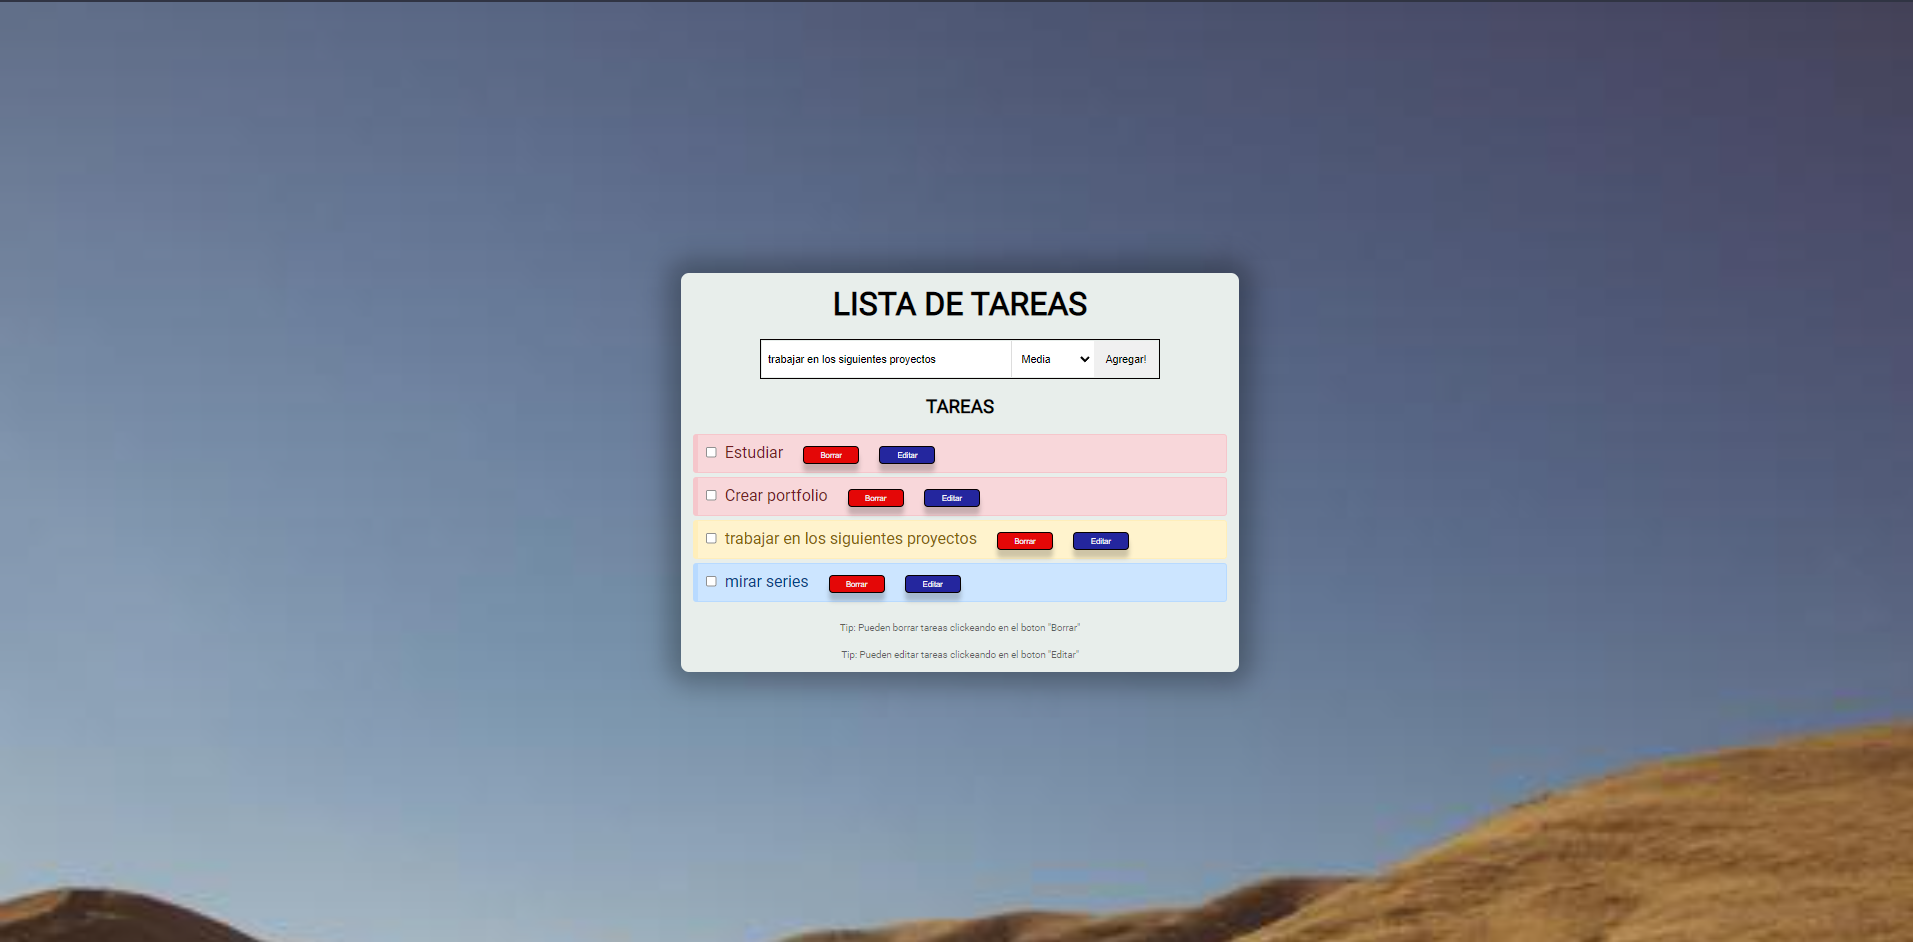 LISTA DE TAREAS
trabajar en los siguientes proyectos Media Agregar!
TAREAS
Estudiar Borrar Editar
Crear portfolio Borrar Editar
trabajar en los siguientes proyectos Borrar Editar
mirar series Borrar Editar
Tip: Pueden borrar tareas clickeando en el boton "Borrar"
Tip: Pueden editar tareas clickeando en el boton "Editar"